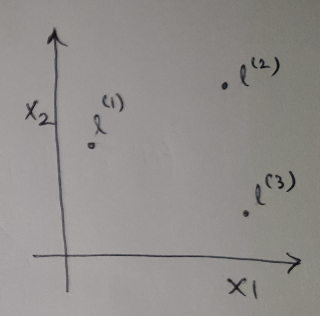 ℓ(2)
ℓ(1)
X2
ℓ(3)
X1